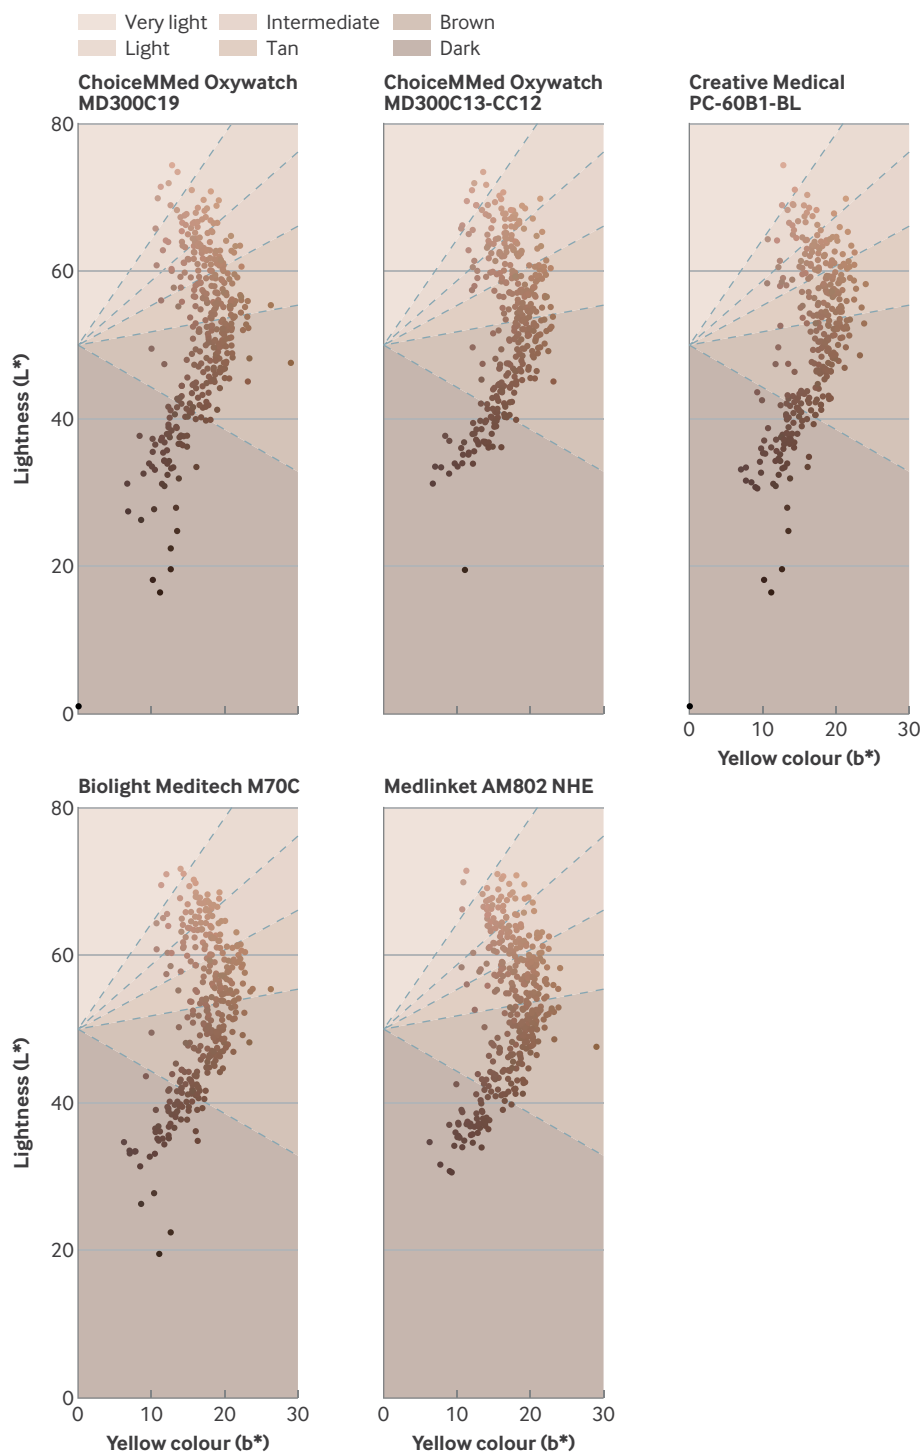 Very light Intermediate Brown
Light Tan Dark
ChoiceMMed Oxywatch
MD300C19
ChoiceMMed Oxywatch
MD300C13-CC12
Creative Medical
PC-60B1-BL
80
60
40
20
0
Lightness (L*)
0 10 20 30
Yellow colour (b*)
Biolight Meditech M70C
Medlinket AM802 NHE
80
60
40
20
0
Lightness (L*)
0 10 20 30
0 10 20 30
Yellow colour (b*)
Yellow colour (b*)